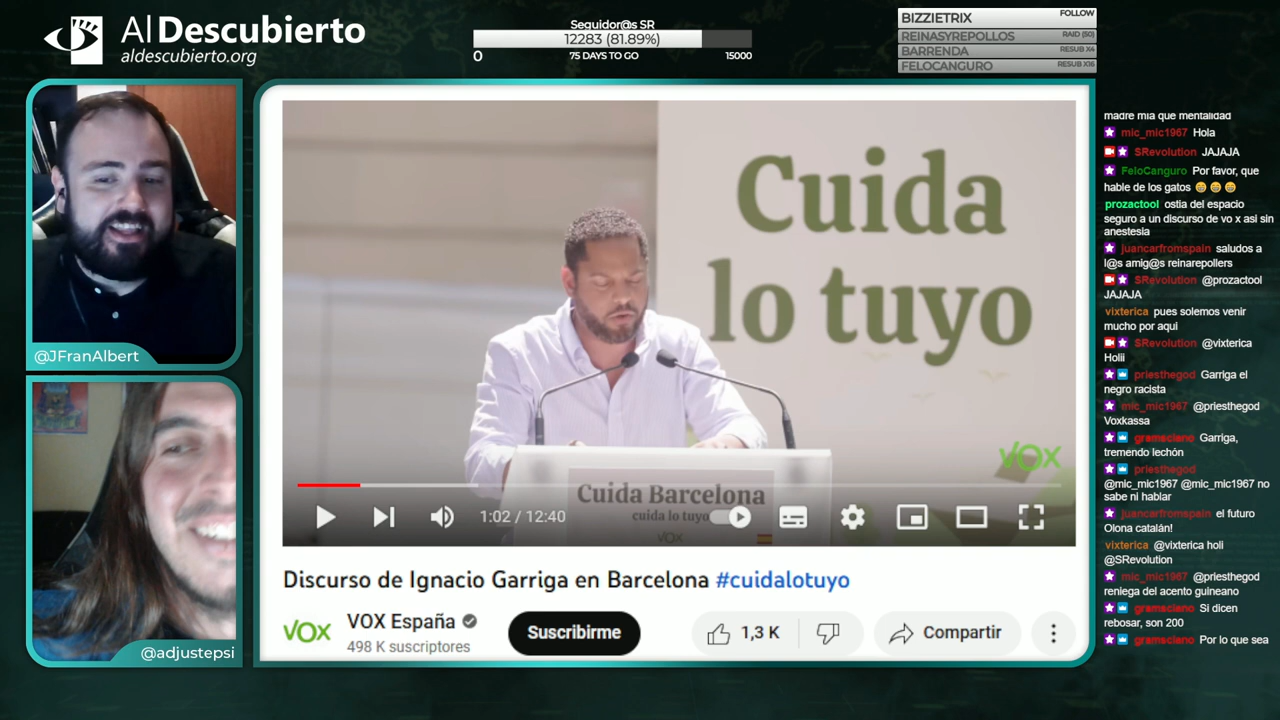 Al Descubierto
aldescubierto.org
Seguidor@s SR
12283 (81.89%)
0
75 DAYS TO GO
15000
BIZZIETRIX
FOLLOW
REINASYREPOLLOS
RAID (50)
BARRENDA
RESUB X4
FELOCANGURO
RESUB X16
@JFranAlbert
@adjustepsi
Cuida
lo tuyo
VOX
Cuida Barcelona
cuida lo tuyo
VOX
1:02 / 12:40
Discurso de Ignacio Garriga en Barcelona #cuidalotuyo
VOX
VOX España
498 K suscriptores
Suscribirme
1,3 K
Compartir
madre mia que mentalidad
mic_mic1967 Hola
SRevolution JAJAJA
FeloCanguro Por favor, que
hable de los gatos
prozactool ostia del espacio
seguro a un discurso de vo x asi sin
anestesia
juancarfromspain saludos a
l@s amig@s reinarepollers
SRevolution @prozactool
JAJAJA
vixterica pues solemos venir
mucho por aqui
SRevolution @vixterica
Holii
priesthegod Garriga el
negro racista
mic_mic1967 @priesthegod
Voxkassa
gramsciano Garriga,
tremendo lechón
priesthegod
@mic_mic1967 @mic_mic1967 no
sabe ni hablar
juancarfromspain el futuro
Olona catalán!
vixterica @vixterica holi
@SRevolution
mic_mic1967 @priesthegod
reniega del acento guineano
gramsciano Si dicen
rebosar, son 200
gramsciano Por lo que sea